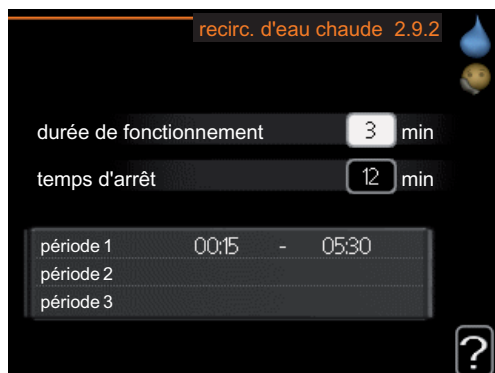 recirc. d'eau chaude 2.9.2
durée de fonctionnement 3 min
temps d'arrêt 12 min
période 1 00:15 - 05:30
période 2
période 3
?